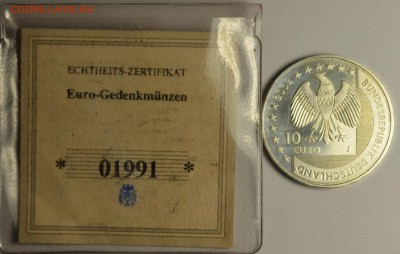 ECHTHEITS-ZERTIFIKAT
Euro-Gedenkmünzen
* 01991 *
BUNDESREPUBLIK DEUTSCHLAND
10
EURO